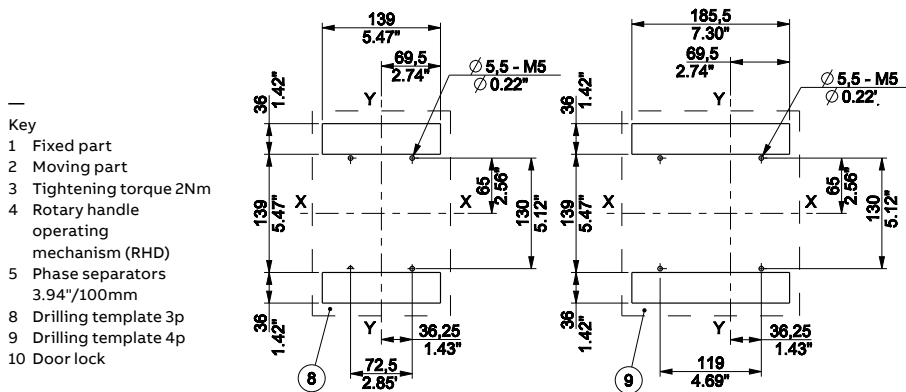 —
Key
1 Fixed part
2 Moving part
3 Tightening torque 2Nm
4 Rotary handle
operating
mechanism (RHD)
5 Phase separators
3.94"/100mm
8 Drilling template 3p
9 Drilling template 4p
10 Door lock
139
5.47"
69,5
2.74"
Ø 5,5 - M5
Ø 0.22"
36
1.42"
Y
139
5.47"
X
X
65
2.56"
130
5.12"
36
1.42"
Y
36,25
1.43"
72,5
2.85'
8
185,5
7.30"
69,5
2.74"
Ø 5,5 - M5
Ø 0.22'.
36
1.42"
Y
139
5.47"
X
X
65
2.56"
130
5.12"
36
1.42"
Y
36,25
1.43"
119
4.69"
9